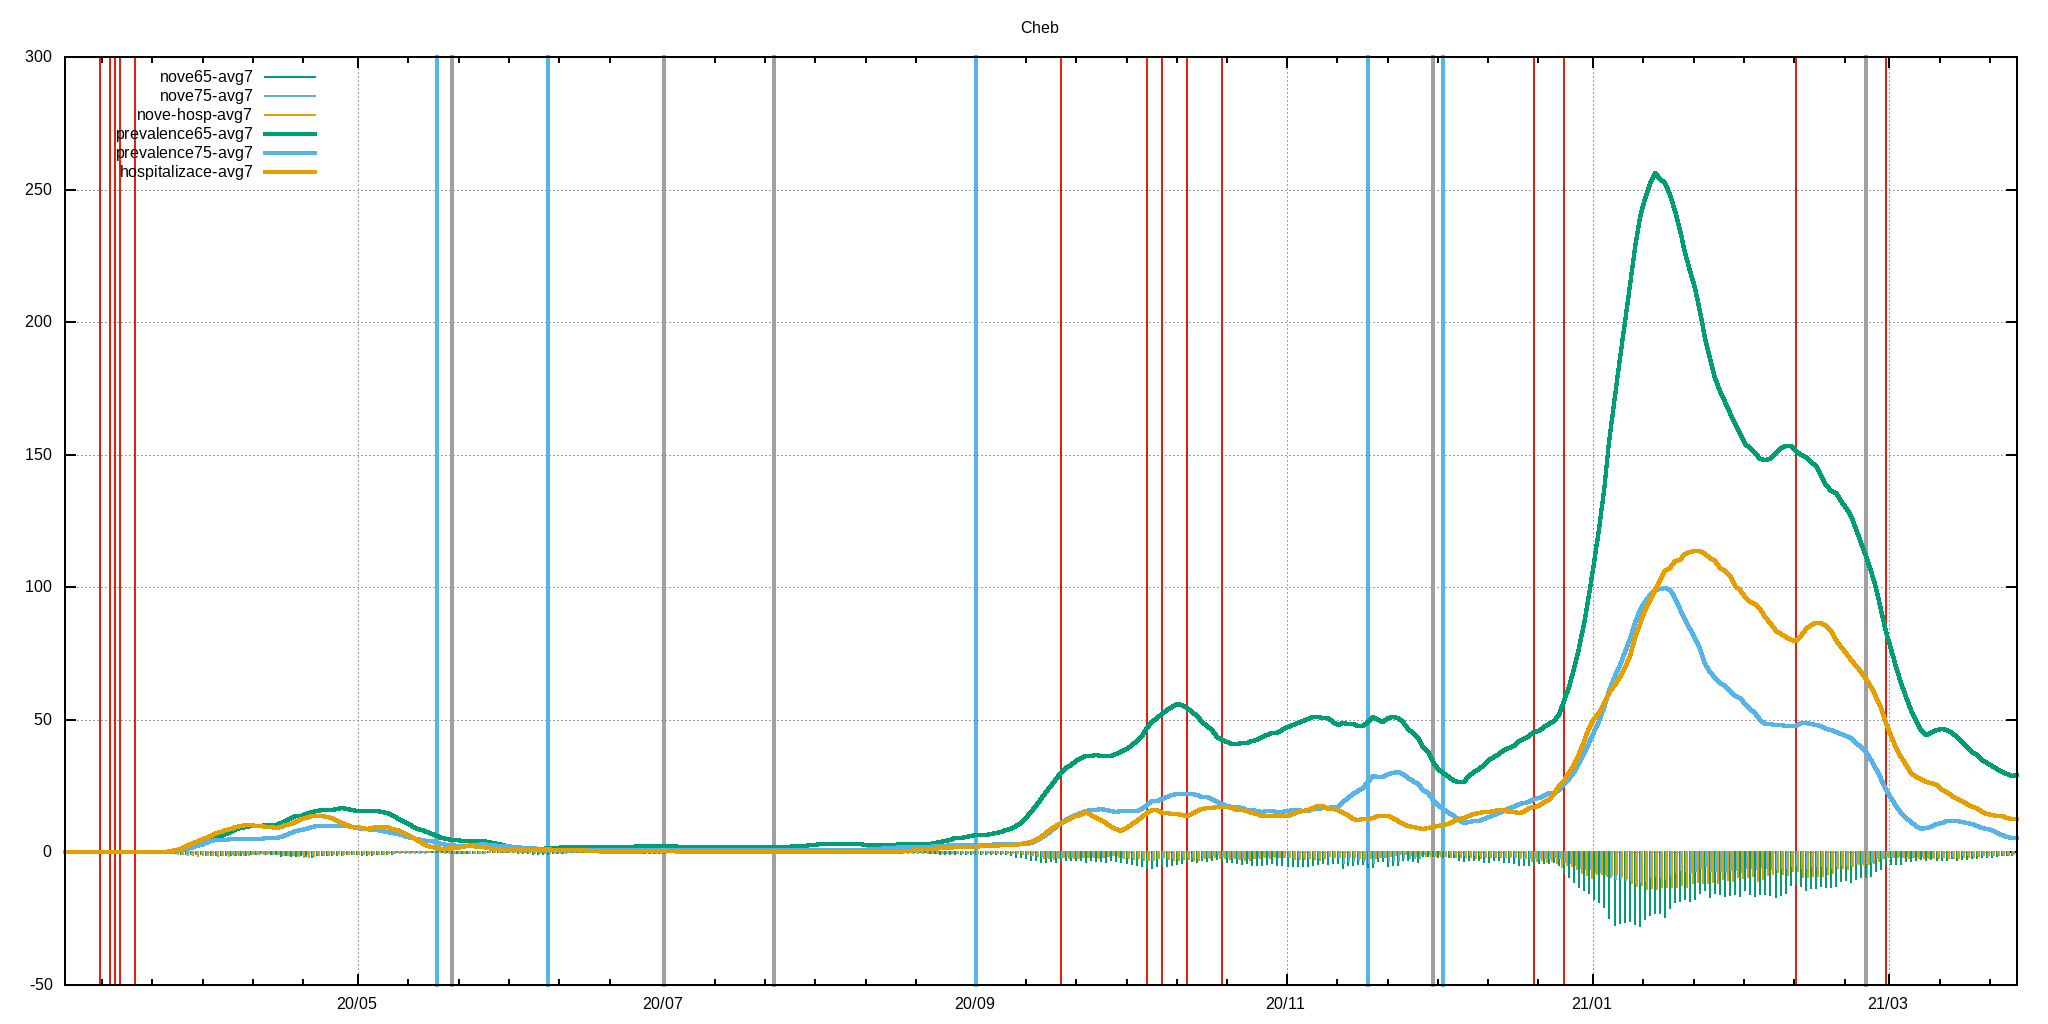 Cheb
300
250
200
150
100
50
0
-50
nove65-avg7
nove75-avg7
nove-hosp-avg7
prevalence65-avg7
prevalence75-avg7
hospitalizace-avg7
20/05 20/07 20/09 20/11 21/01 21/03